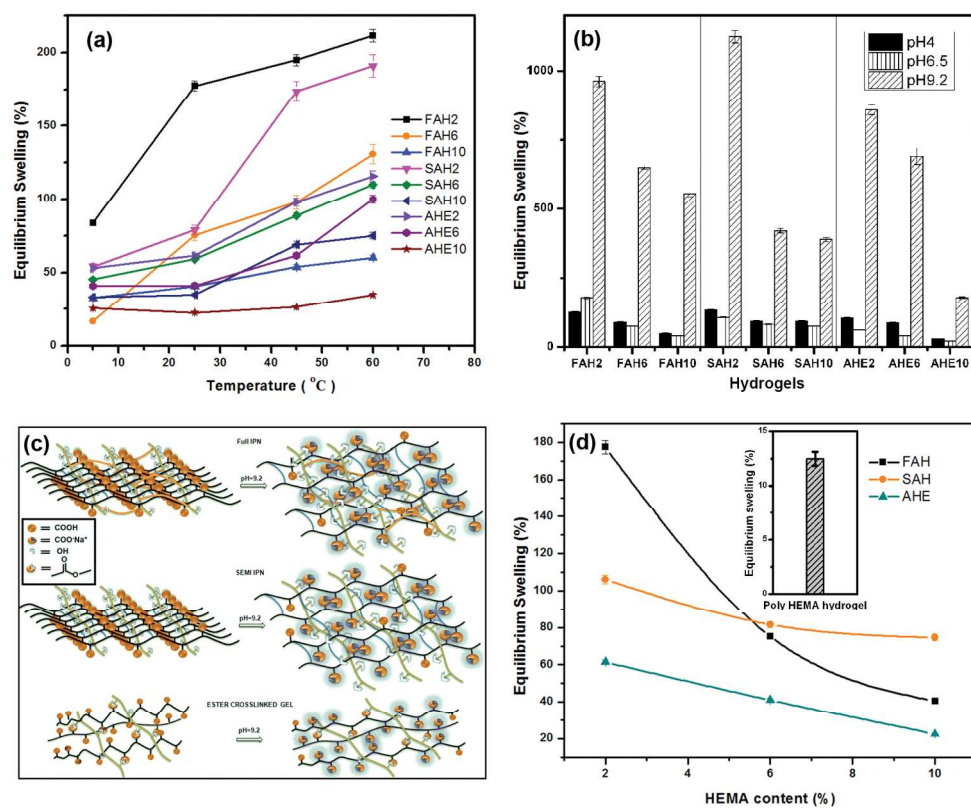 (a)
Equilibrium Swelling (%)
200
150
100
50
0
0 10 20 30 40 50 60 70 80
Temperature ( °C )
FAH2
FAH6
FAH10
SAH2
SAH6
SAH10
AHE2
AHE6
AHE10
(b)
Equilibrium Swelling (%)
1000
500
0
pH4
pH6.5
pH9.2
FAH2 FAH6 FAH10 SAH2 SAH6 SAH10 AHE2 AHE6 AHE10
Hydrogels
(c)
Full IPN
pH=9.2
COOH
COO-Na+
OH
O
O
SEMI IPN
pH=9.2
ESTER CROSSLINKED GEL
pH=9.2
(d)
Equilibrium Swelling (%)
180
160
140
120
100
80
60
40
20
2 4 6 8 10
HEMA content (%)
Equilibrium swelling (%)
15
12
9
6
3
0
Poly HEMA hydrogel
FAH
SAH
AHE